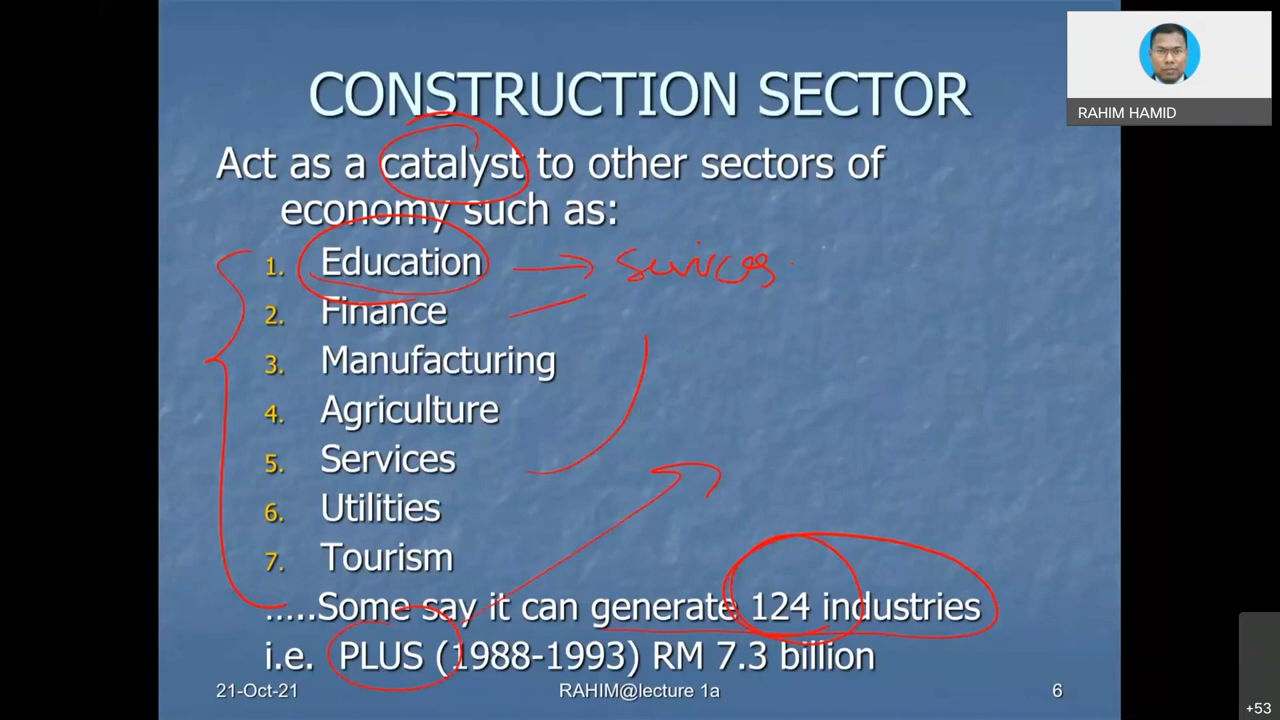 CONSTRUCTION SECTOR
RAHIM HAMID
Act as a catalyst to other sectors of
economy such as:
1. Education → Services
2. Finance
3. Manufacturing
4. Agriculture
5. Services
6. Utilities
7. Tourism
…..Some say it can generate 124 industries
i.e. PLUS (1988-1993) RM 7.3 billion
21-Oct-21 RAHIM@lecture 1a 6
+53